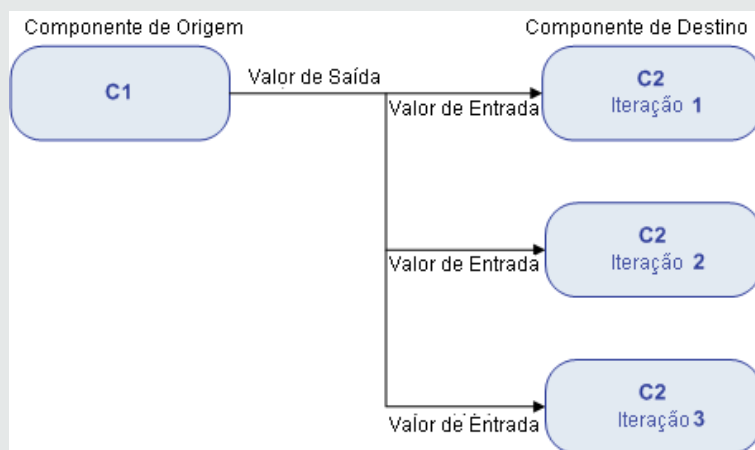 Componente de Origem
Componente de Destino
C1
Valor de Saída
C2
Iteração 1
Valor de Entrada
C2
Iteração 2
Valor de Entrada
C2
Iteração 3
Valor de Entrada